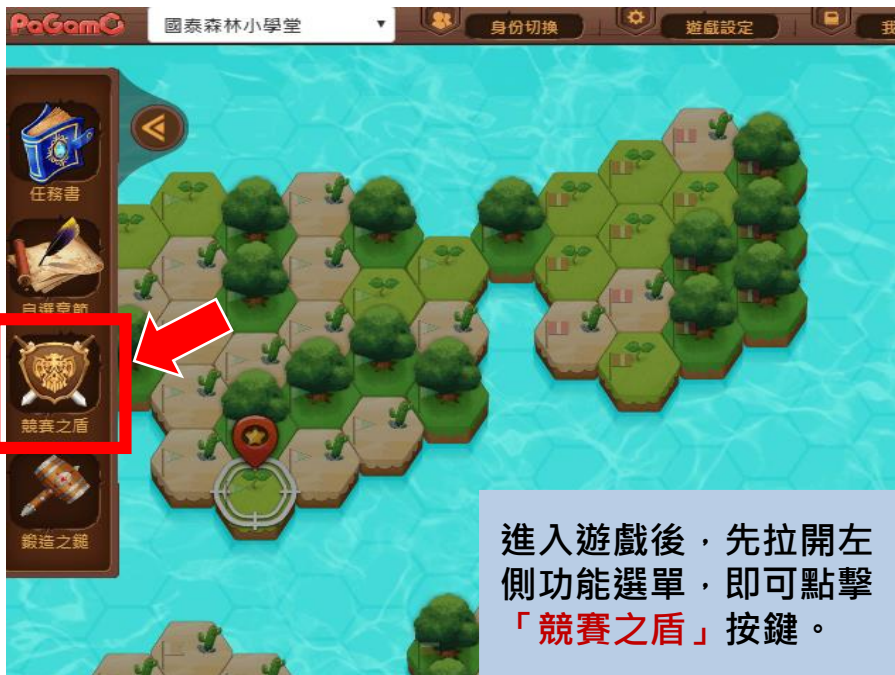 PaGamO
國泰森林小學堂
身份切換
遊戲設定
我
任務書
自選章節
競賽之盾
鍛造之鎚
進入遊戲後，先拉開左
側功能選單，即可點擊
「競賽之盾」按鍵。